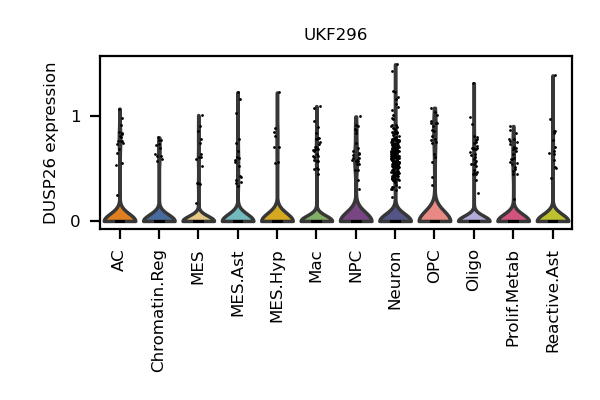 UKF296
DUSP26 expression
1
0
AC
Chromatin.Reg
MES
MES.Ast
MES.Hyp
Mac
NPC
Neuron
OPC
Oligo
Prolif.Metab
Reactive.Ast